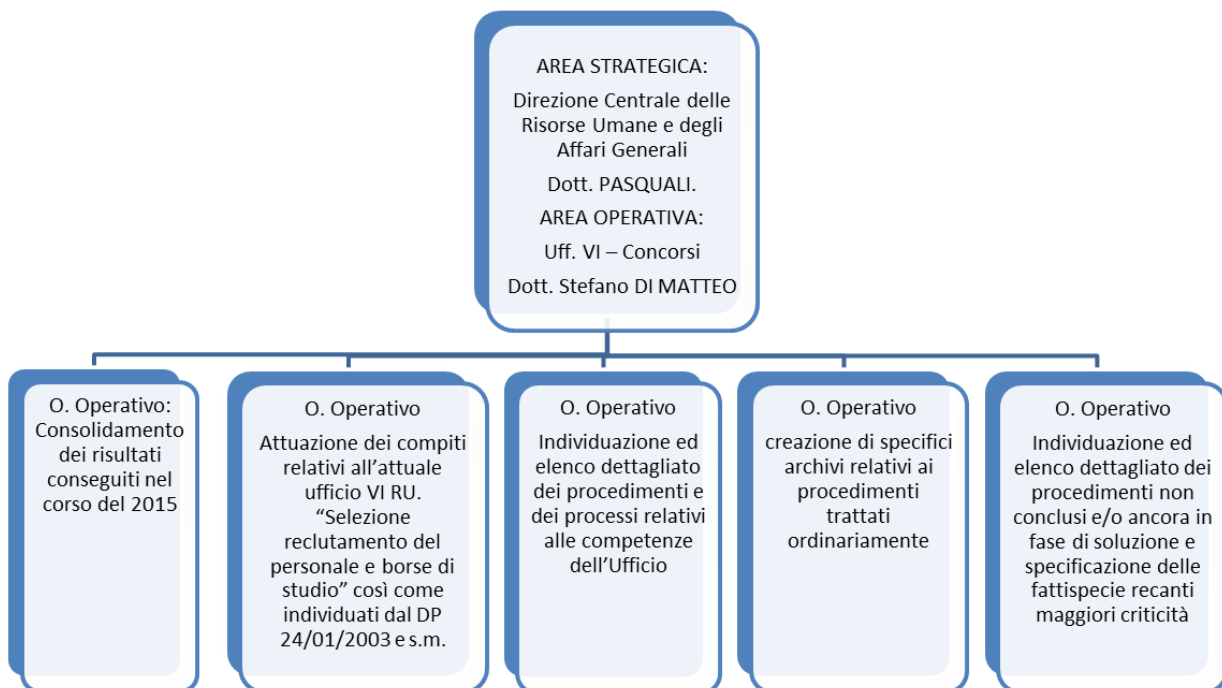 AREA STRATEGICA:
Direzione Centrale delle
Risorse Umane e degli
Affari Generali
Dott. PASQUALI.
AREA OPERATIVA:
Uff. VI – Concorsi
Dott. Stefano DI MATTEO
O. Operativo:
Consolidamento
dei risultati
conseguiti nel
corso del 2015
O. Operativo
Attuazione dei compiti
relativi all’attuale
ufficio VI RU.
“Selezione
reclutamento del
personale e borse di
studio” così come
individuati dal DP
24/01/2003 e s.m.
O. Operativo
Individuazione ed
elenco dettagliato
dei procedimenti e
dei processi relativi
alle competenze
dell’Ufficio
O. Operativo
creazione di specifici
archivi relativi ai
procedimenti
trattati
ordinariamente
O. Operativo
Individuazione ed
elenco dettagliato dei
procedimenti non
conclusi e/o ancora in
fase di soluzione e
specificazione delle
fattispecie recanti
maggiori criticità